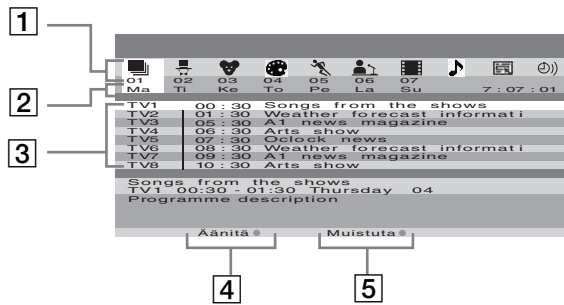 1
01 02 03 04 05 06 07
2
Ma Ti Ke To Pe La Su 7 : 07 : 01
TV1 00 : 30 Songs from the shows
TV2 01 : 30 Weather forecast informati
TV3 05 : 30 A1 news magazine
3
TV4 06 : 30 Arts show
TV5 07 : 30 Oclock news
TV6 08 : 30 Weather forecast informati
TV7 09 : 30 A1 news magazine
TV8 10 : 30 Arts show
Songs from the shows
TV1 00:30 - 01:30 Thursday 04
Programme description
Äänitä Muistuta
4 5